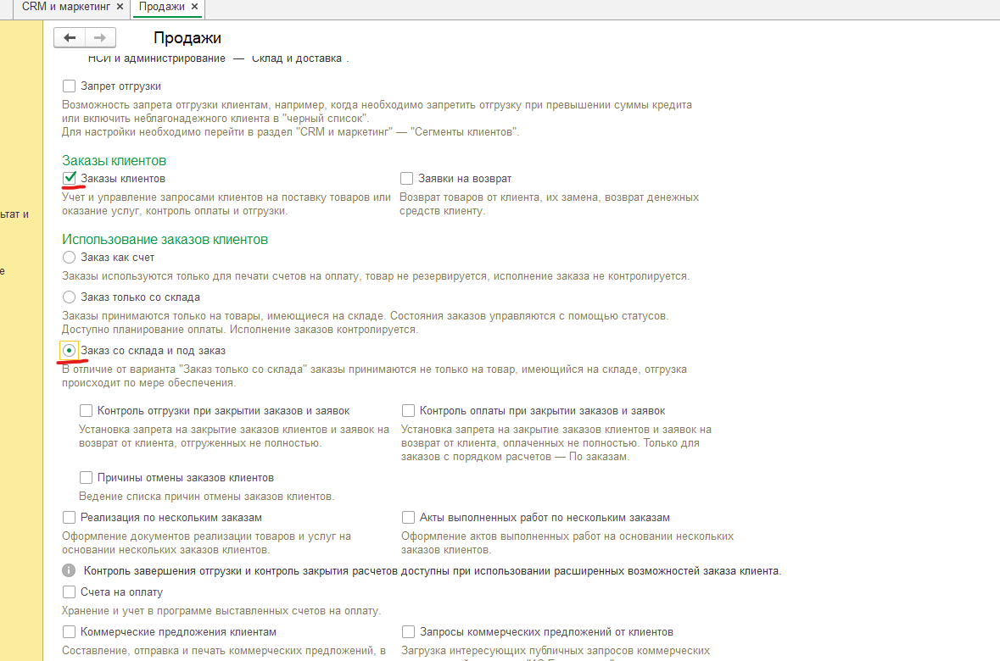 CRM и маркетинг × Продажи ×
Продажи
НСИ и администрирование — Склад и доставка .
Запрет отгрузки
Возможность запрета отгрузки клиентам, например, когда необходимо запретить отгрузку при превышении суммы кредита
или включить неблагонадежного клиента в "черный список".
Для настройки необходимо перейти в раздел "CRM и маркетинг" — "Сегменты клиентов".
Заказы клиентов
Заказы клиентов Заявки на возврат
Учет и управление запросами клиентов на поставку товаров или Возврат товаров от клиента, их замена, возврат денежных
оказание услуг, контроль оплаты и отгрузки. средств клиенту.
ьтат и
Использование заказов клиентов
Заказ как счет
е
Заказы используются только для печати счетов на оплату, товар не резервируется, исполнение заказа не контролируется.
Заказ только со склада
Заказы принимаются только на товары, имеющиеся на складе. Состояния заказов управляются с помощью статусов.
Доступно планирование оплаты. Исполнение заказов контролируется.
Заказ со склада и под заказ
В отличие от варианта "Заказ только со склада" заказы принимаются не только на товар, имеющийся на складе, отгрузка
происходит по мере обеспечения.
Контроль отгрузки при закрытии заказов и заявок Контроль оплаты при закрытии заказов и заявок
Установка запрета на закрытие заказов клиентов и заявок на Установка запрета на закрытие заказов клиентов и заявок на
возврат от клиента, отгруженных не полностью. возврат от клиента, оплаченных не полностью. Только для
заказов с порядком расчетов — По заказам.
Причины отмены заказов клиентов
Ведение списка причин отмены заказов клиентов.
Реализация по нескольким заказам Акты выполненных работ по нескольким заказам
Оформление документов реализации товаров и услуг на Оформление актов выполненных работ на основании нескольких
основании нескольких заказов клиентов. заказов клиентов.
Контроль завершения отгрузки и контроль закрытия расчетов доступны при использовании расширенных возможностей заказа клиента.
Счета на оплату
Хранение и учет в программе выставленных счетов на оплату.
Коммерческие предложения клиентам Запросы коммерческих предложений от клиентов
Составление, отправка и печать коммерческих предложений, в Загрузка интересующих публичных запросов коммерческих